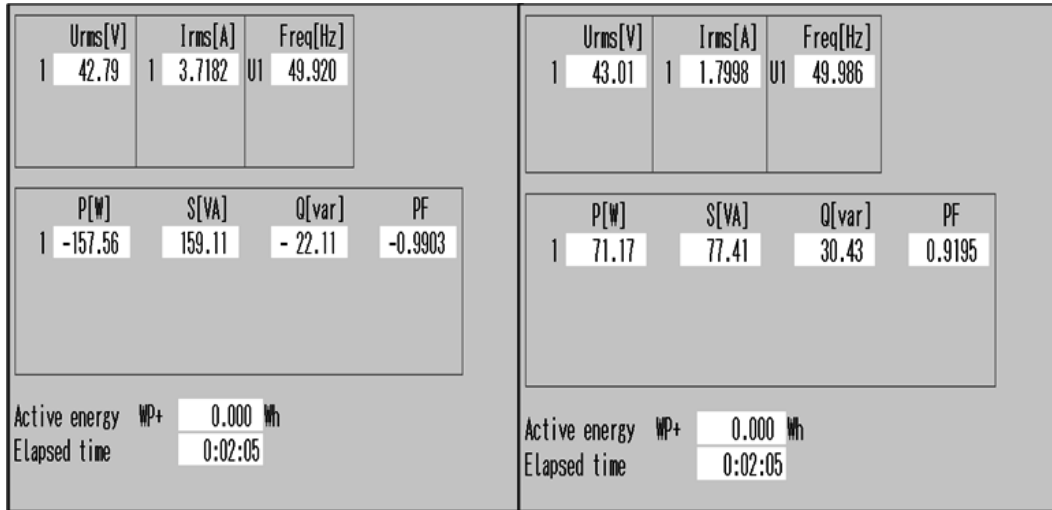 Urms[V] Irms[A] Freq[Hz]
1 42.79 1 3.7182 U1 49.920
P[W] S[VA] Q[var] PF
1 -157.56 159.11 - 22.11 -0.9903
Active energy WP+ 0.000 Wh
Elapsed time 0:02:05
Urms[V] Irms[A] Freq[Hz]
1 43.01 1 1.7998 U1 49.986
P[W] S[VA] Q[var] PF
1 71.17 77.41 30.43 0.9195
Active energy WP+ 0.000 Wh
Elapsed time 0:02:05